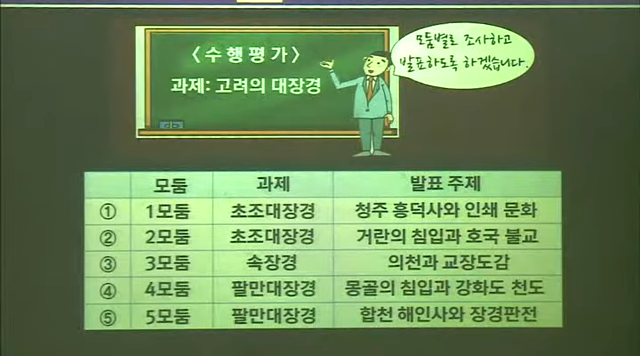 〈수행평가〉
과제: 고려의 대장경
모둠별로 조사하고
발표하도록 하겠습니다.
모둠 과제 발표 주제
① 1모둠 초조대장경 청주 흥덕사와 인쇄 문화
② 2모둠 초조대장경 거란의 침입과 호국 불교
③ 3모둠 속장경 의천과 교장도감
④ 4모둠 팔만대장경 몽골의 침입과 강화도 천도
⑤ 5모둠 팔만대장경 합천 해인사와 장경판전